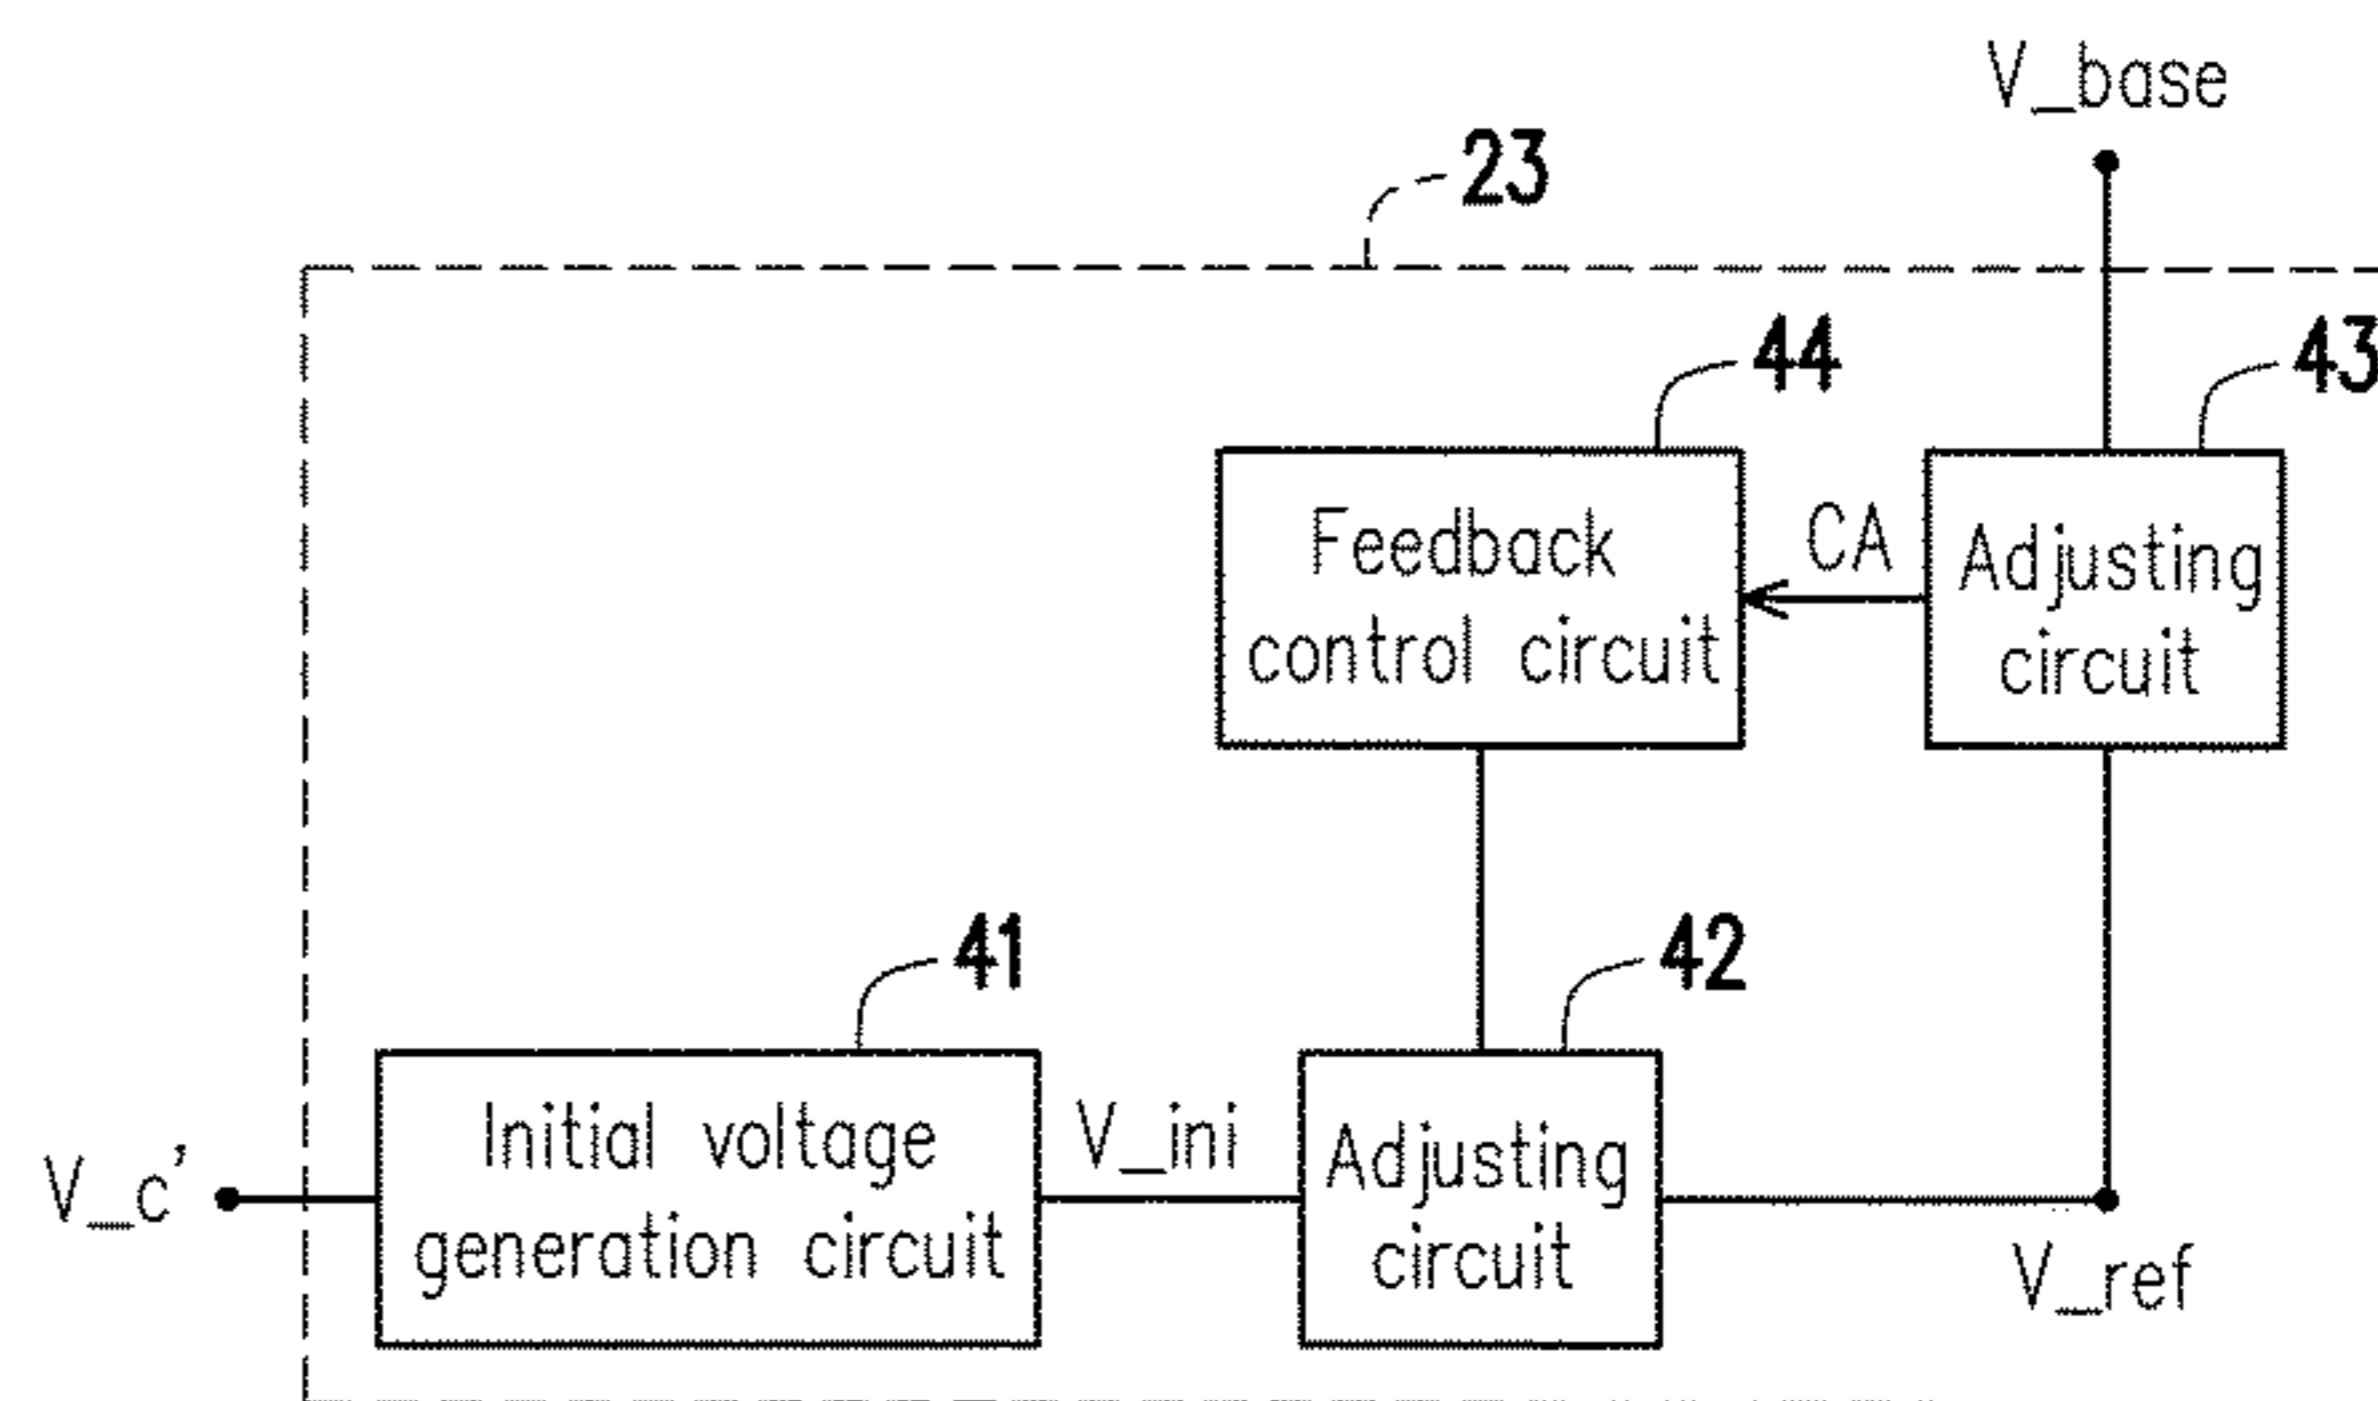 V_base
23
44
43
Feedback
control circuit
CA
Adjusting
circuit
41
42
Initial voltage
generation circuit
V_ini
Adjusting
circuit
V_c'
V_ref